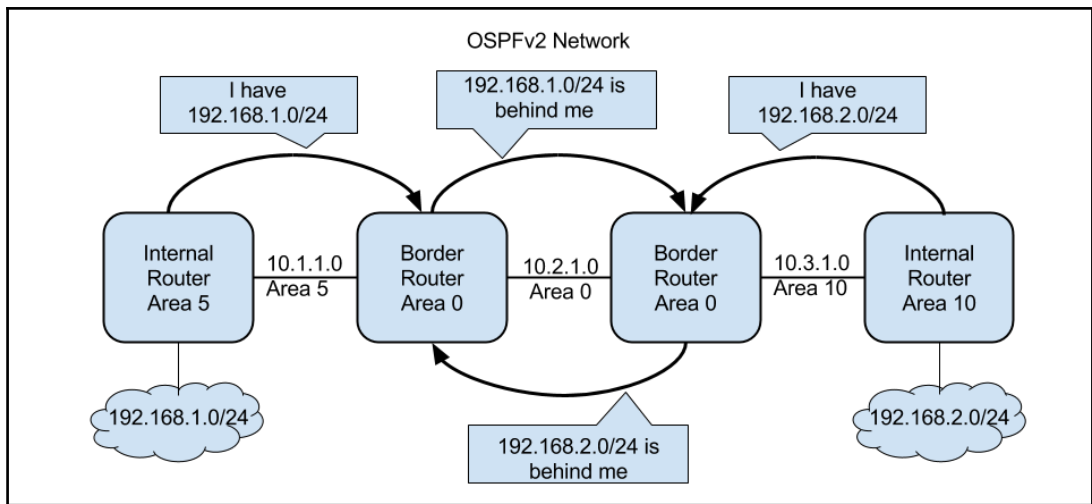 OSPFv2 Network
I have
192.168.1.0/24
192.168.1.0/24 is
behind me
I have
192.168.2.0/24
Internal
Router
Area 5
10.1.1.0
Area 5
Border
Router
Area 0
10.2.1.0
Area 0
Border
Router
Area 0
10.3.1.0
Area 10
Internal
Router
Area 10
192.168.1.0/24
192.168.2.0/24
192.168.2.0/24 is
behind me